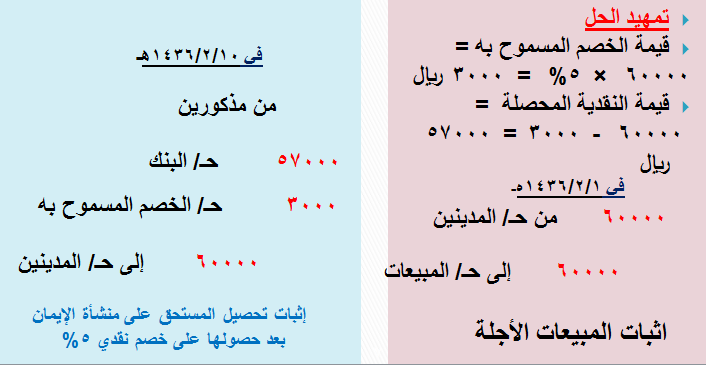 تمهيد الحل
قيمة الخصم المسموح به =
٦٠٠٠٠ × ٥% = ٣٠٠٠ ريال
قيمة النقدية المحصلة =
٦٠٠٠٠ - ٣٠٠٠ = ٥٧٠٠٠
ريال
في ١٤٣٦/٢/١هـ
٦٠٠٠٠ من حـ/ المدينين
٦٠٠٠٠ إلى حـ/ المبيعات
اثبات المبيعات الأجلة
في ١٤٣٦/٢/١٠هـ
من مذكورين
٥٧٠٠٠ حـ/ البنك
٣٠٠٠ حـ/ الخصم المسموح به
٦٠٠٠٠ إلى حـ/ المدينين
إثبات تحصيل المستحق على منشأة الإيمان
بعد حصولها على خصم نقدي ٥%